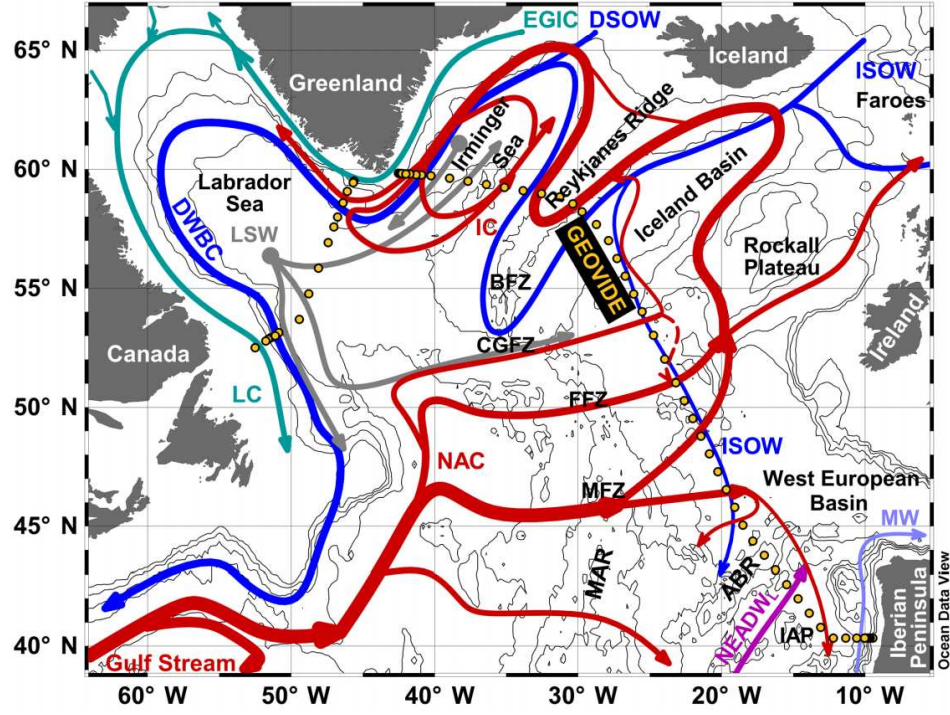 65° N
60° N
55° N
50° N
45° N
40° N
60° W
50° W
40° W
30° W
20° W
10° W
EGIC
DSOW
Iceland
ISOW
Faroes
Greenland
Irminger
Sea
Reykjanes Ridge
Iceland Basin
Labrador
Sea
DWBC
LSW
IC
GEOVIDE
Rockall
Plateau
BFZ
Ireland
CGFZ
Canada
LC
FFZ
NAC
ISOW
MFZ
West European
Basin
MW
MAR
ABR
NEADWL
IAP
Iberian
Peninsula
Gulf Stream
Ocean Data View